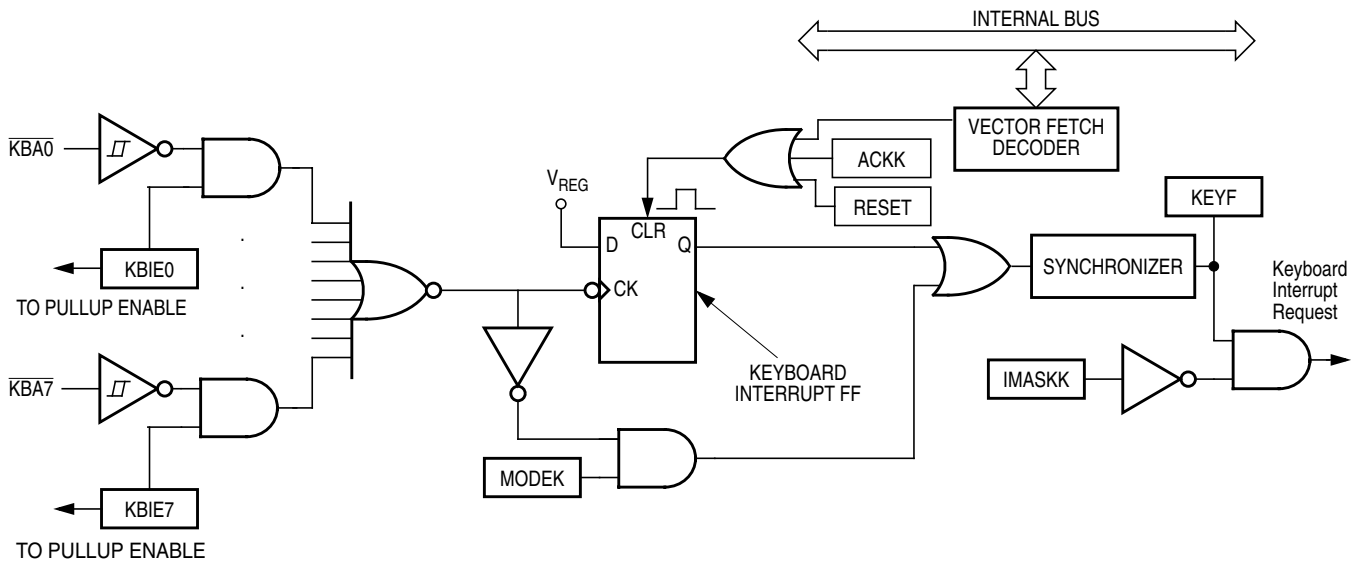 INTERNAL BUS
VECTOR FETCH
DECODER
ACKK
RESET
KBA0
KBIE0
TO PULLUP ENABLE
KBA7
KBIE7
TO PULLUP ENABLE
VREG
CLR
D
Q
CK
KEYBOARD
INTERRUPT FF
MODEK
SYNCHRONIZER
KEYF
IMASKK
Keyboard
Interrupt
Request